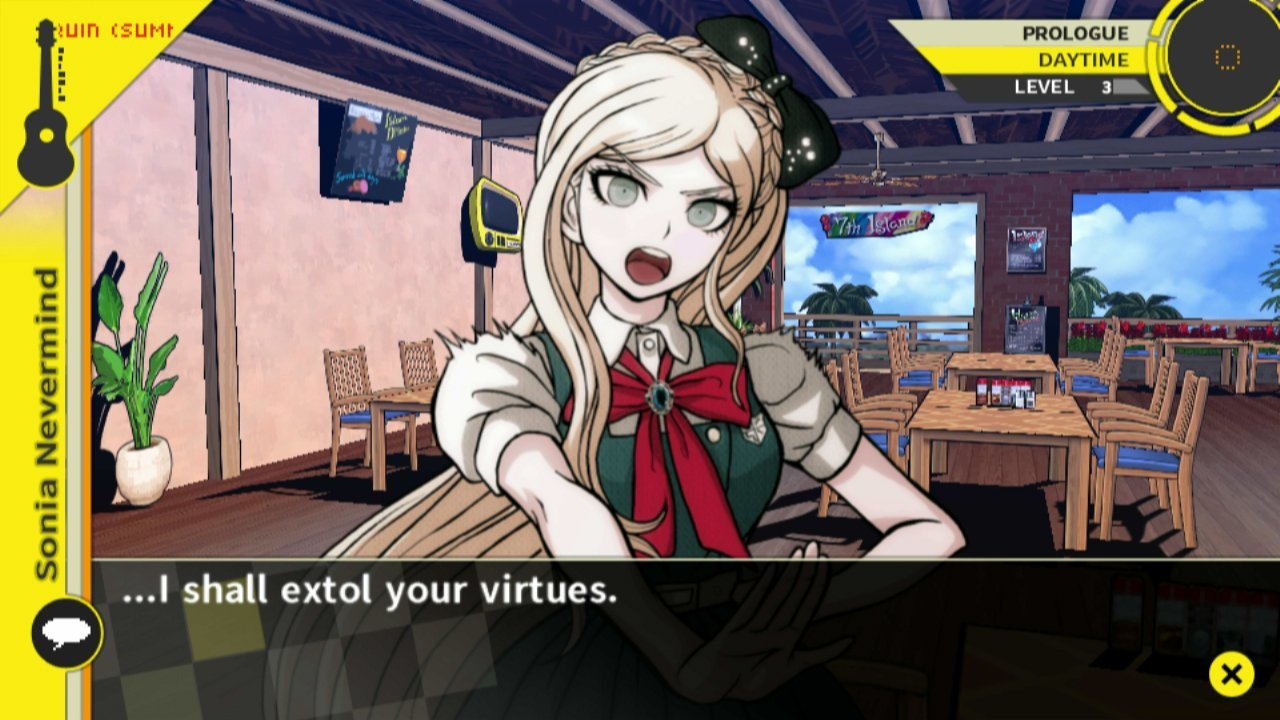 PROLOGUE
DAYTIME
LEVEL 3
7th Island
Sonia Nevermind
...I shall extol your virtues.